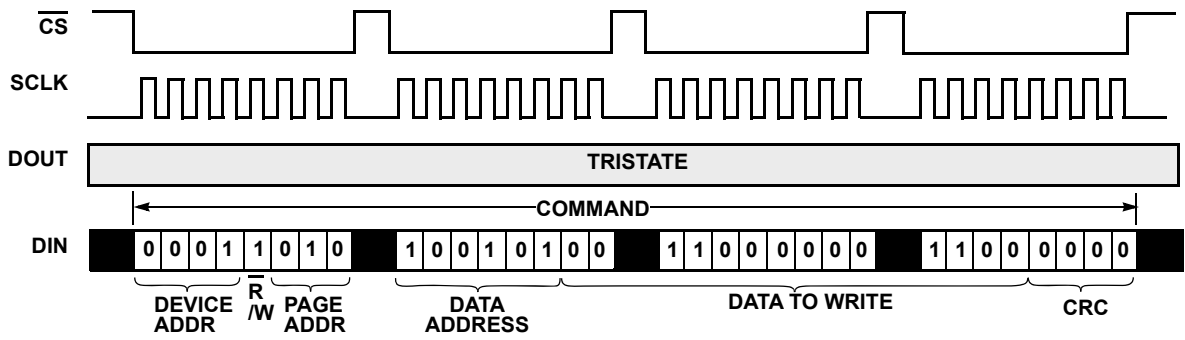 CS
SCLK
DOUT
TRISTATE
COMMAND
DIN
0 0 0 1 1 0 1 0 1 0 0 1 0 1 0 0 1 1 0 0 0 0 0 0 1 1 0 0 0 0 0 0
DEVICE
ADDR
R
/W
PAGE
ADDR
DATA
ADDRESS
DATA TO WRITE
CRC